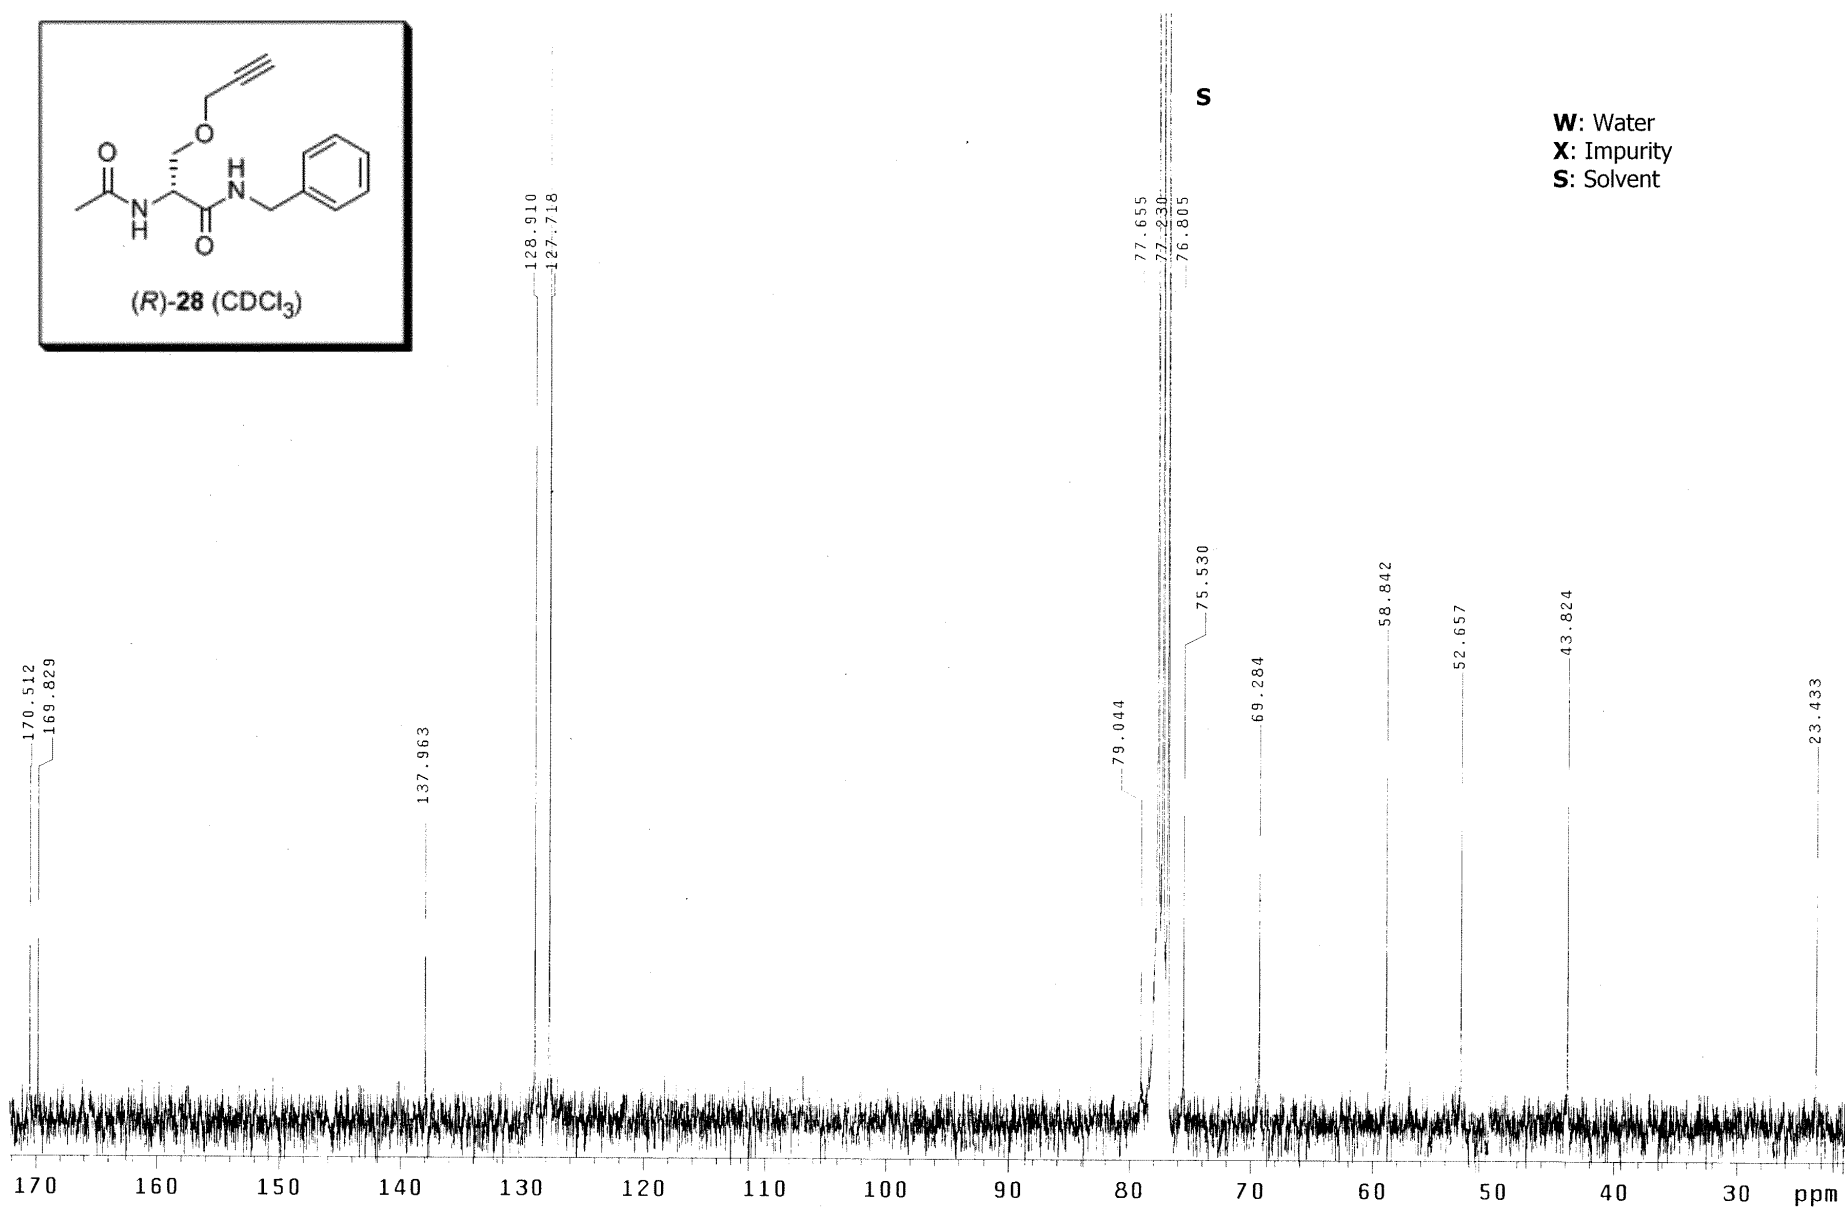 O
O
N
H
H
N
O
(R)-28 (CDCl3)
S
W: Water
X: Impurity
S: Solvent
170.512
169.829
137.963
128.910
127.718
79.044
77.655
77.230
76.805
75.530
69.284
58.842
52.657
43.824
23.433
170 160 150 140 130 120 110 100 90 80 70 60 50 40 30 ppm